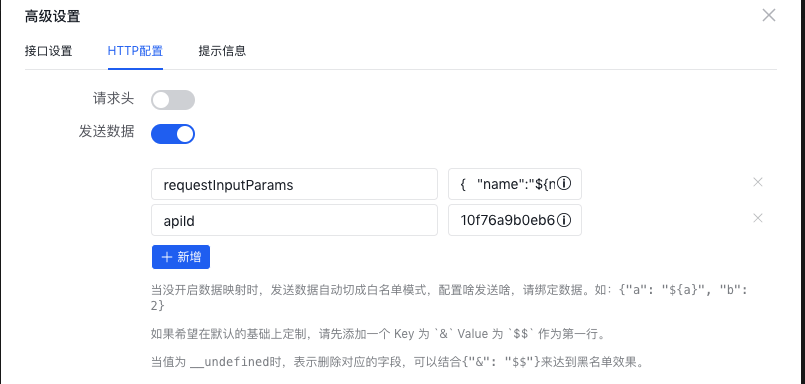 高级设置
接口设置 HTTP配置 提示信息
请求头
发送数据
requestInputParams { "name":"${n
apiId 10f76a9b0eb6
新增
当没开启数据映射时，发送数据自动切成白名单模式，配置啥发送啥，请绑定数据。如：{"a": "${a}", "b":
2}
如果希望在默认的基础上定制，请先添加一个 Key 为 `&` Value 为 `$$` 作为第一行。
当值为 __undefined时，表示删除对应的字段，可以结合{"&": "$$"}来达到黑名单效果。